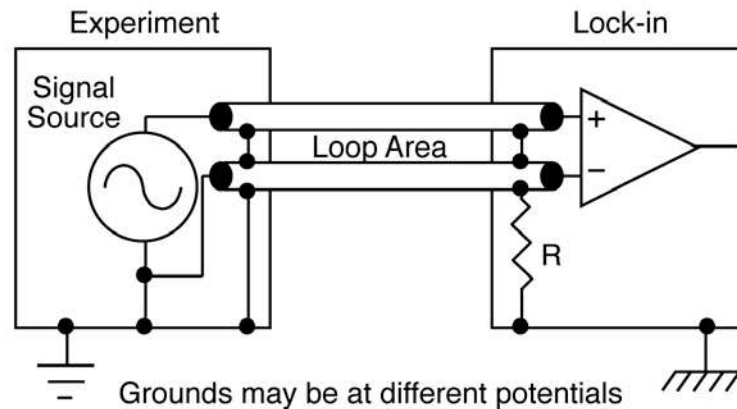 Experiment
Lock-in
Signal
Source
Loop Area
+
−
R
Grounds may be at different potentials